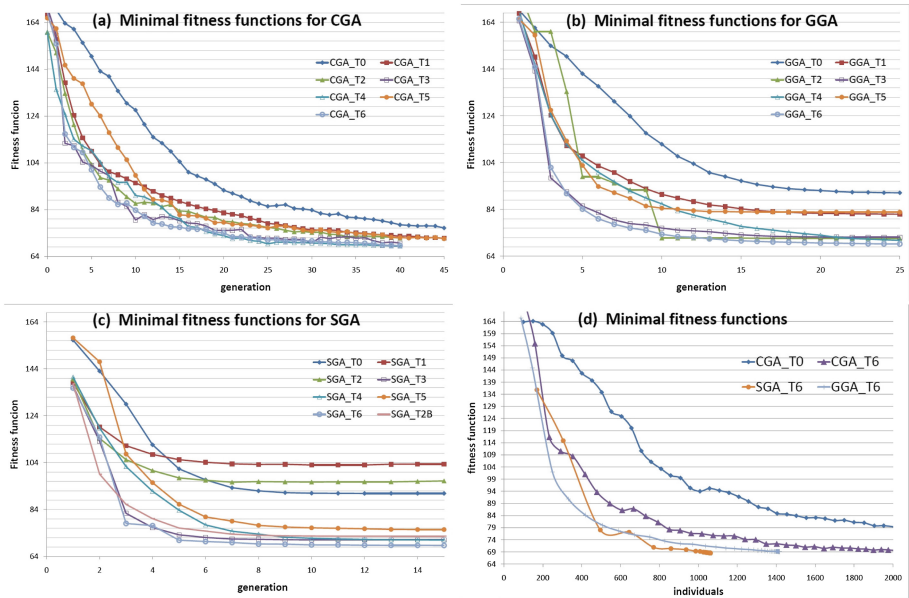 (a) Minimal fitness functions for CGA
164
144
124
104
84
64
Fitness funcion
CGA_T0 CGA_T1
CGA_T2 CGA_T3
CGA_T4 CGA_T5
CGA_T6
0 5 10 15 20 25 30 35 40 45
generation
(b) Minimal fitness functions for GGA
164
144
124
104
84
64
Fitness function
GGA_T0 GGA_T1
GGA_T2 GGA_T3
GGA_T4 GGA_T5
GGA_T6
0 5 10 15 20 25
generation
(c) Minimal fitness functions for SGA
164
144
124
104
84
64
Fitness function
SGA_T0 SGA_T1
SGA_T2 SGA_T3
SGA_T4 SGA_T5
SGA_T6 SGA_T2B
0 2 4 6 8 10 12 14
generation
(d) Minimal fitness functions
164
159
154
149
144
139
134
129
124
119
114
109
104
99
94
89
84
79
74
69
64
Fitness function
CGA_T0 CGA_T6
SGA_T6 GGA_T6
0 200 400 600 800 1000 1200 1400 1600 1800 2000
individuals